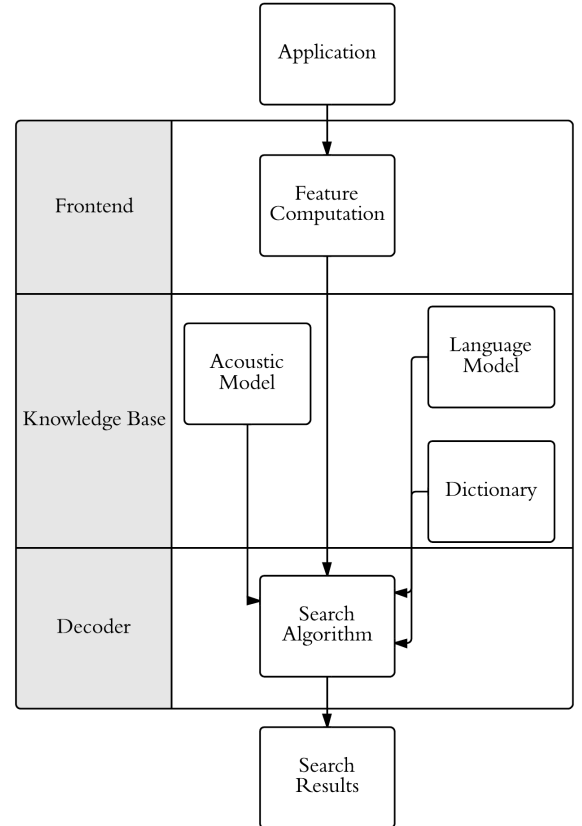 Application
Frontend
Feature
Computation
Knowledge Base
Acoustic
Model
Language
Model
Dictionary
Decoder
Search
Algorithm
Search
Results